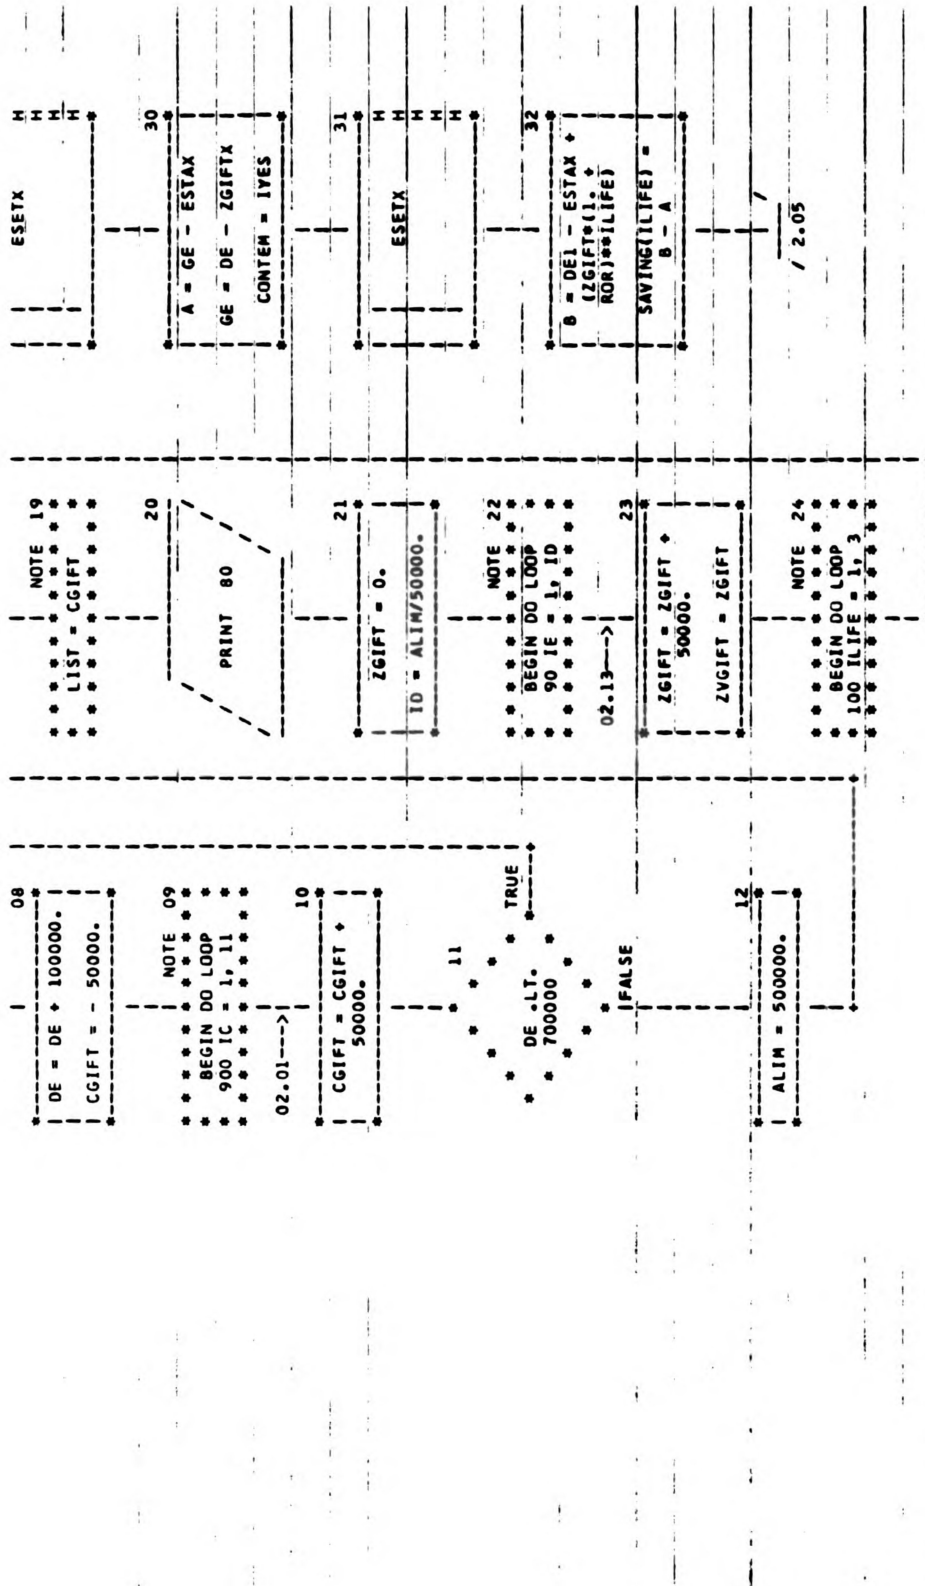 08
DE = DE + 100000.
CGIFT = - 50000.
NOTE 09
BEGIN DO LOOP
900 IC = 1, 11
02.01--->
10
CGIFT = CGIFT +
50000.
11
DE .LT.
700000
TRUE
FALSE
12
ALIM = 50000.
NOTE 19
LIST = CGIFT
20
PRINT 80
21
ZGIFT = 0.
ID = ALIM/50000.
NOTE 22
BEGIN DO LOOP
90 IE = 1, ID
02.13--->
23
ZGIFT = ZGIFT +
50000.
ZVGIFT = ZGIFT
NOTE 24
BEGIN DO LOOP
100 ILIFE = 1, 3
ESETX
H
H
H
H
30
A = GE - ESTAX
GE = DE - ZGIFTX
CONTEM = IYES
31
ESETX
H
H
H
H
H
32
B = DE1 - ESTAX +
(ZGIFT*(1. +
ROR)**ILIFE)
SAVING(ILIFE) =
B - A
/ 2.05 /